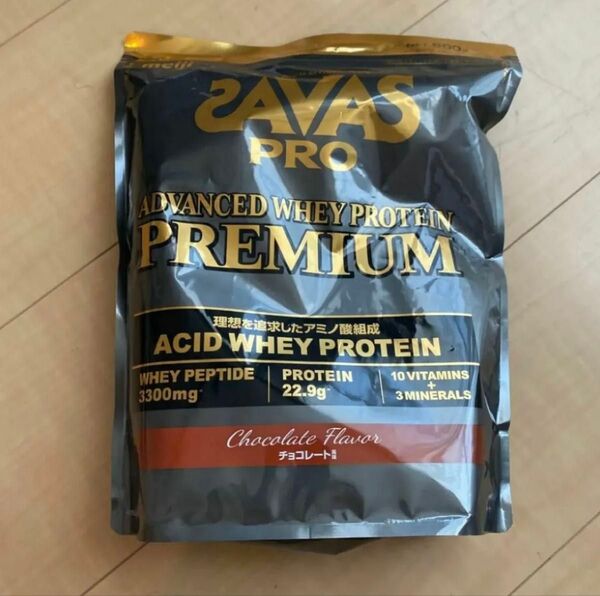 meiji
SAVAS
PRO
ADVANCED WHEY PROTEIN
PREMIUM
理想を追求したアミノ酸組成
ACID WHEY PROTEIN
WHEY PEPTIDE
3300mg*
PROTEIN
22.9g*
10 VITAMINS
+
3 MINERALS
Chocolate Flavor
チョコレート風味